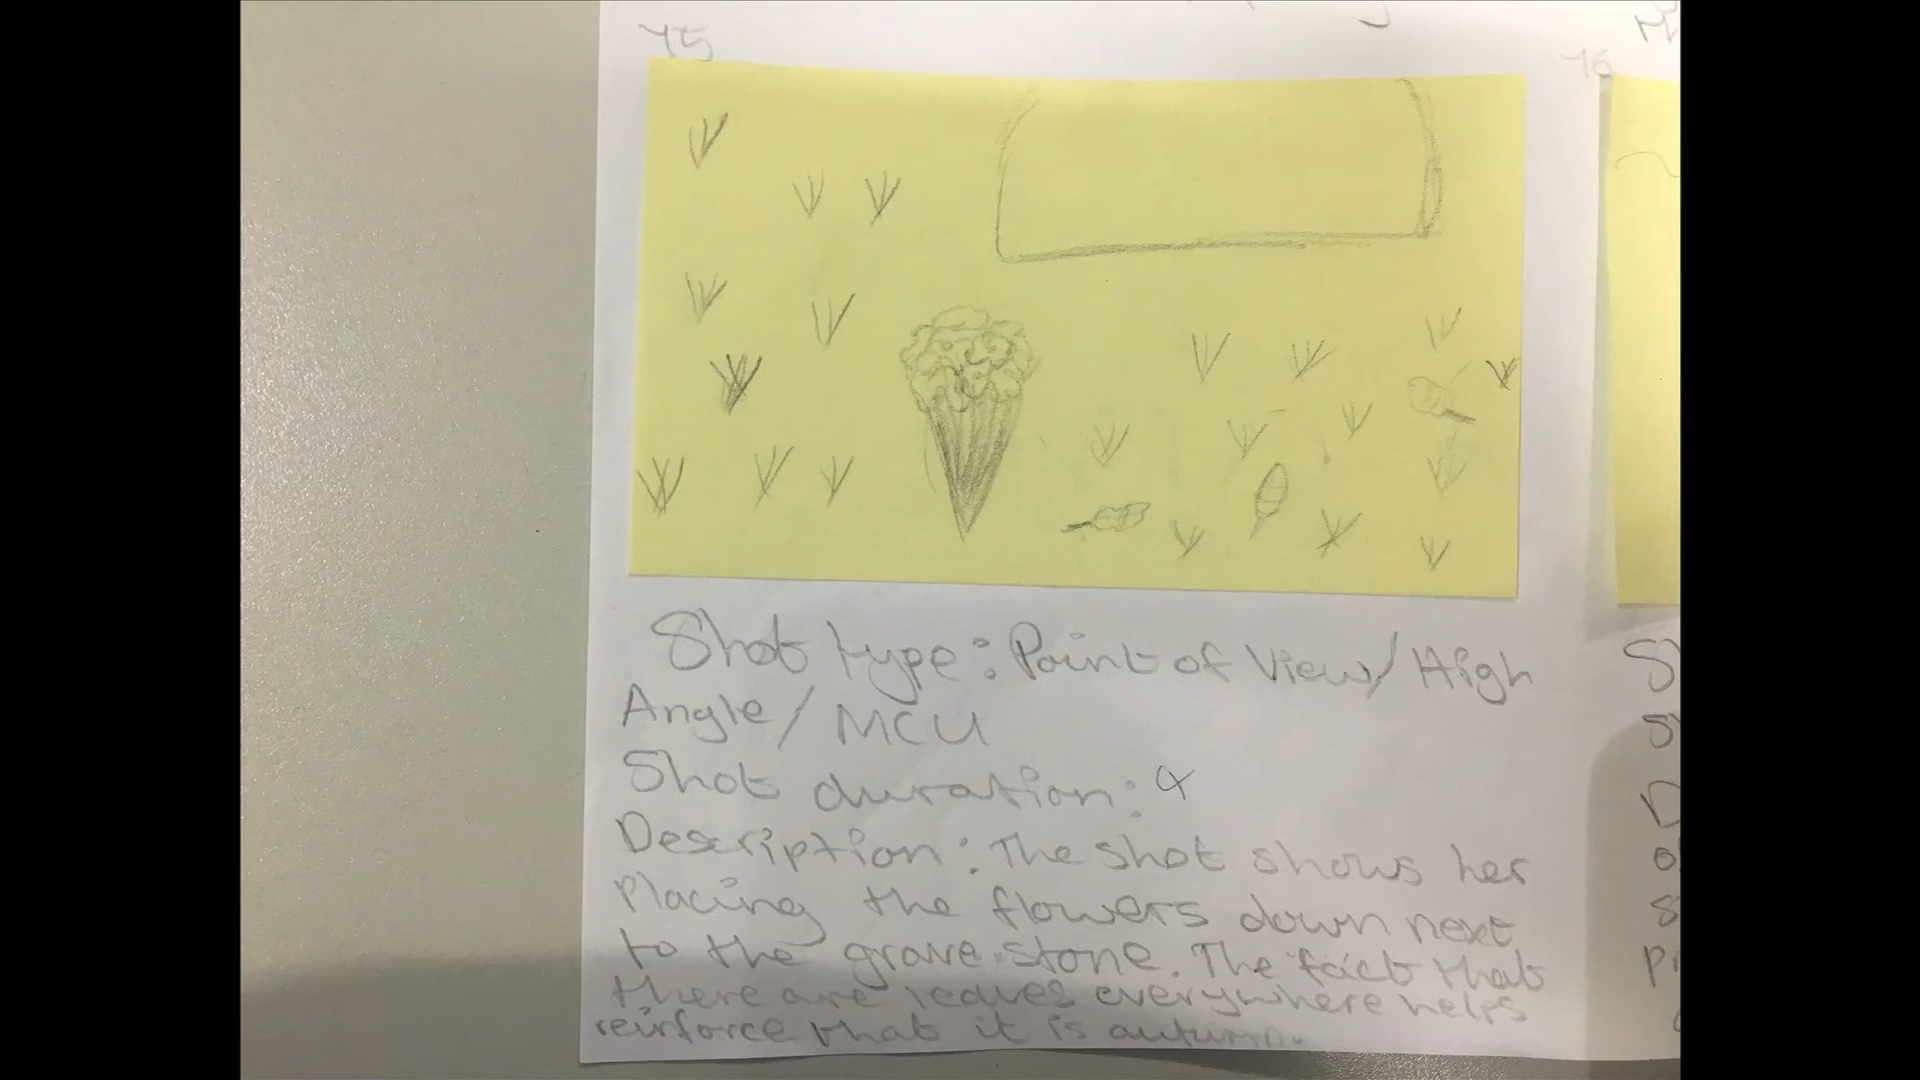 15
16
Shot type: Point of View/ High
Angle/ MCU
Shot duration: 4
Description: The shot shows her
placing the flowers down next
to the grave stone. The fact that
there are leaves everywhere helps
reinforce that it is autumn.